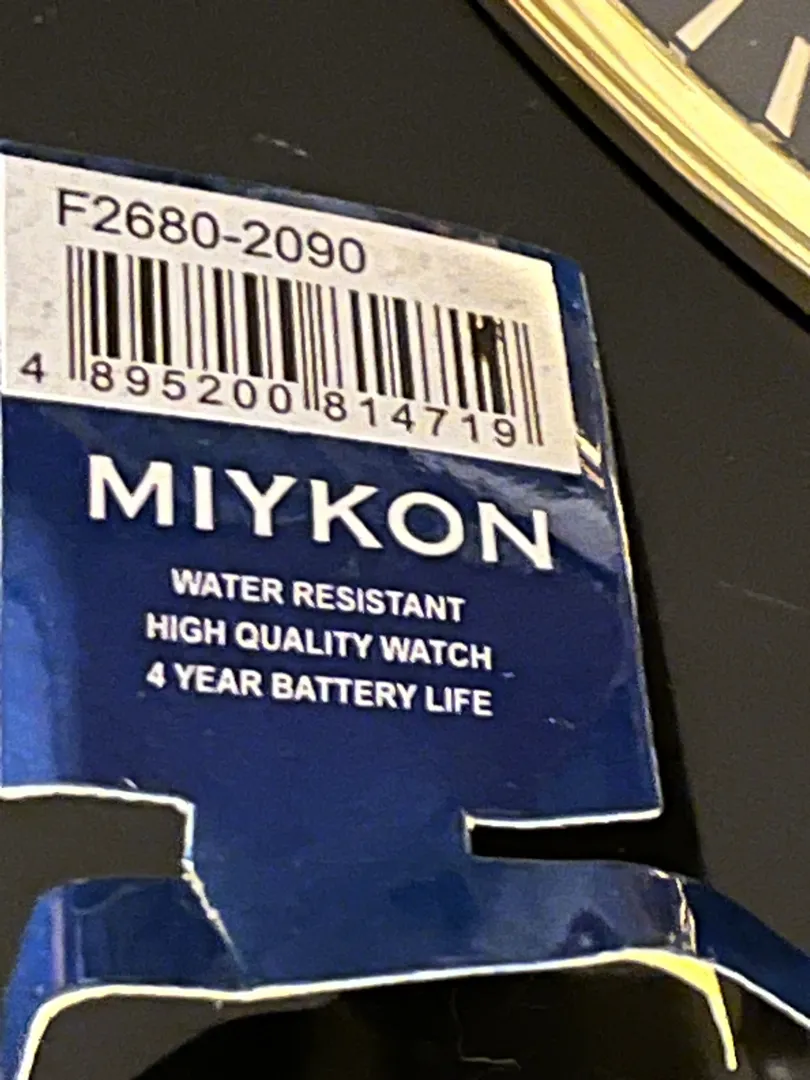 F2680-2090
4 895200 814719
MIYKON
WATER RESISTANT
HIGH QUALITY WATCH
4 YEAR BATTERY LIFE